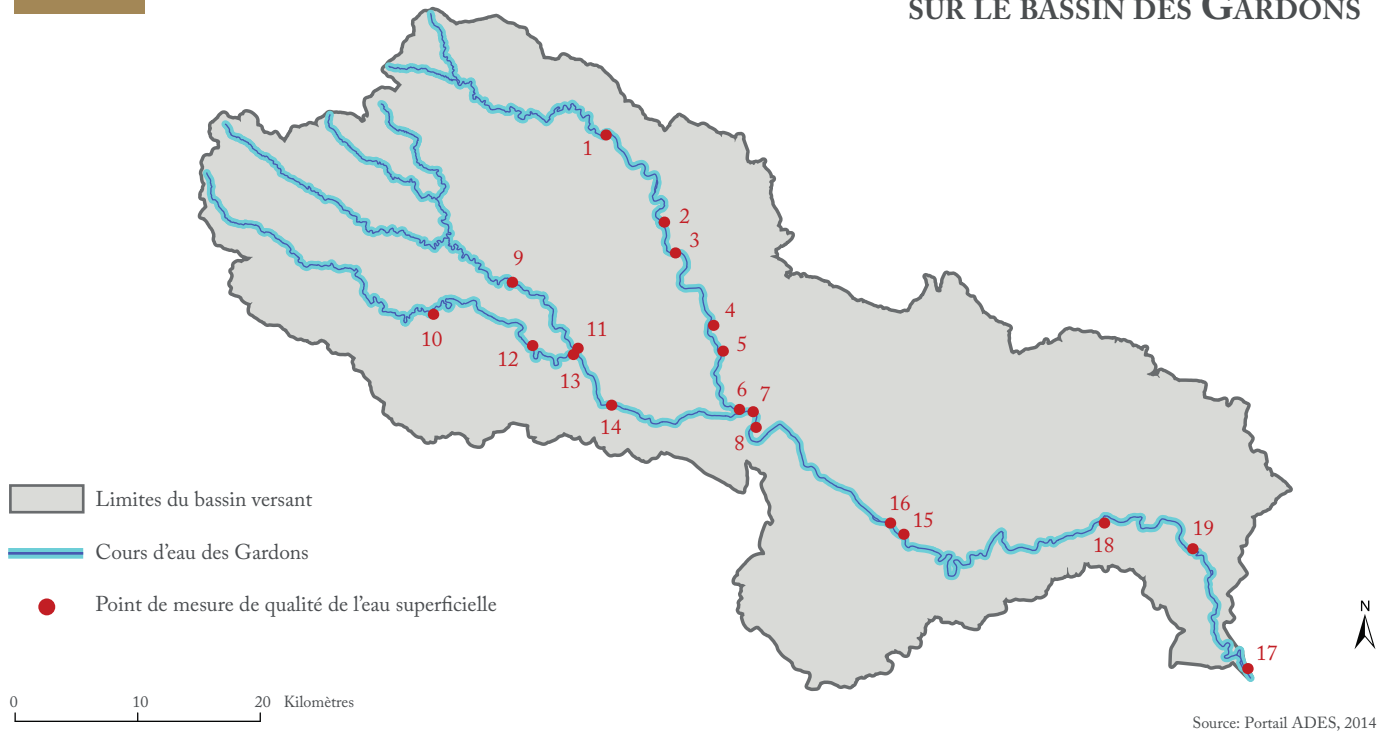 SUR LE BASSIN DES GARDONS
1
2
3
9
4
11
10
5
12
13
6
7
14
8
Limites du bassin versant
16
15
Cours d'eau des Gardons
18
19
Point de mesure de qualité de l'eau superficielle
N
17
0 10 20 Kilomètres
Source: Portail ADES, 2014